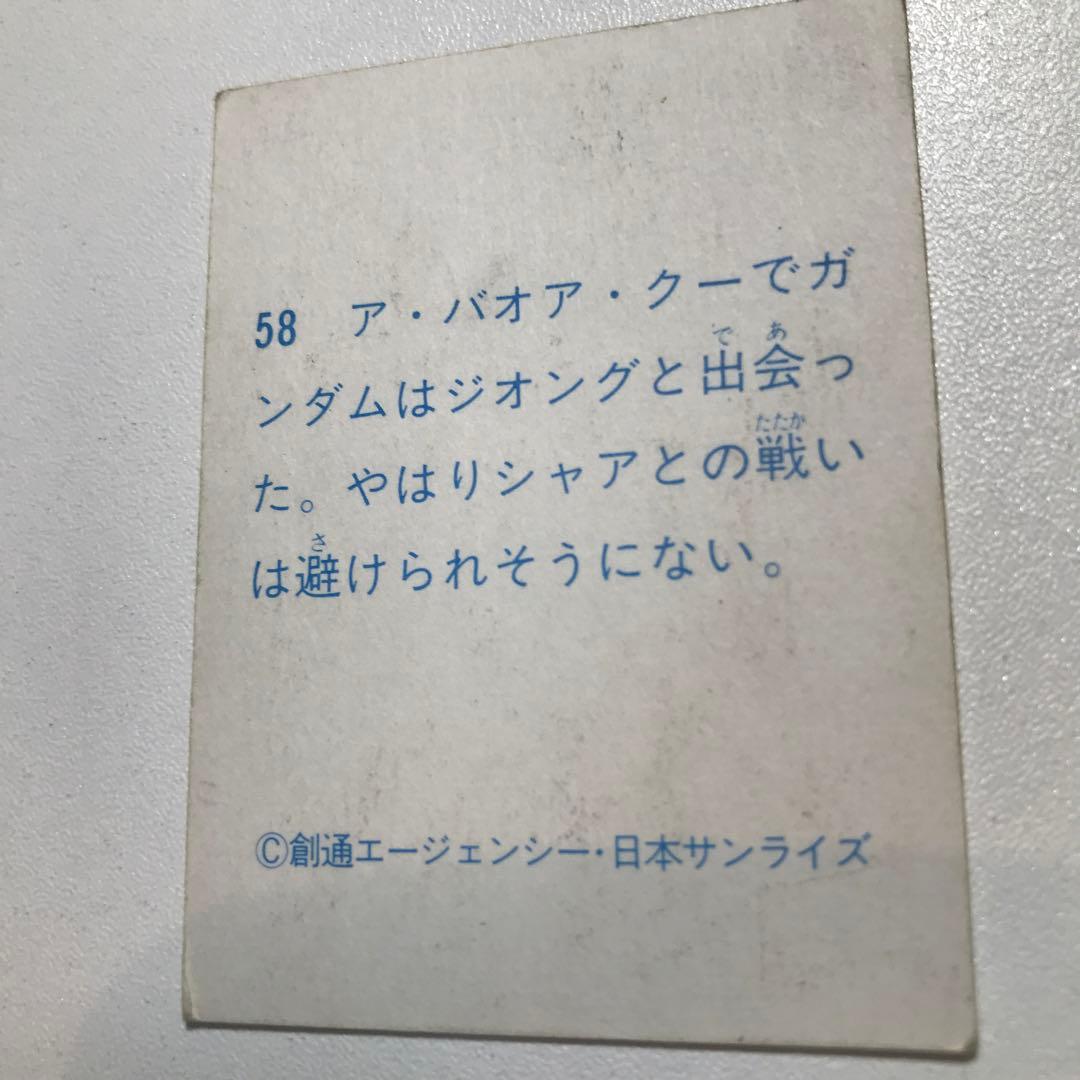 58 ア・バオア・クーでガ
ンダムはジオングと出会っ
た。やはりシャアとの戦い
は避けられそうにない。
©創通エージェンシー・日本サンライズ